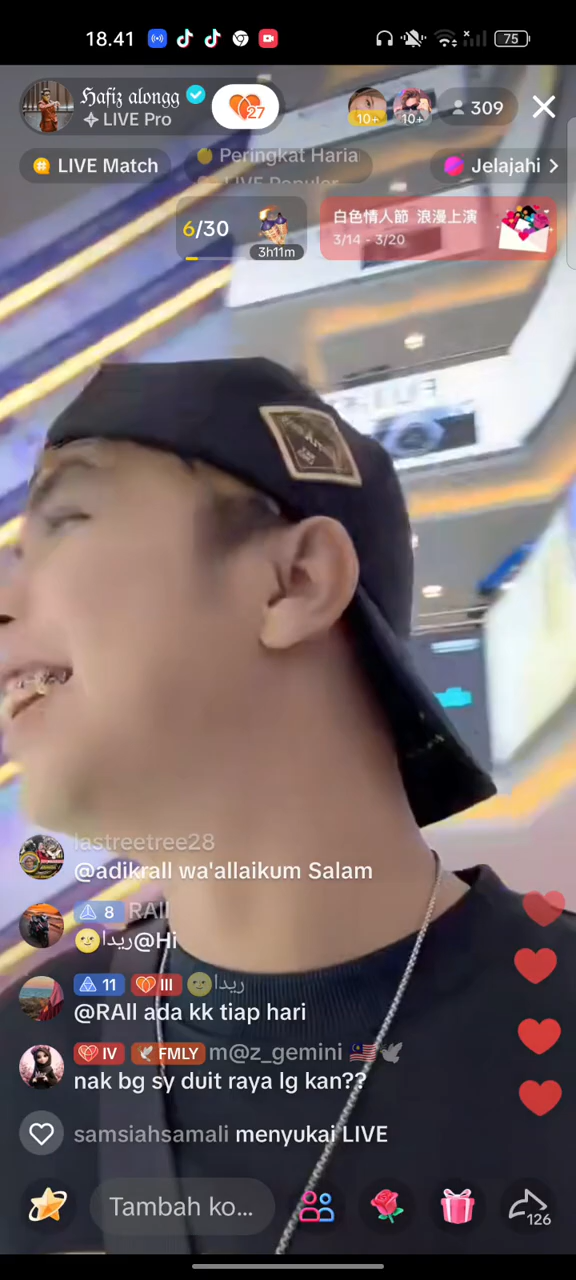 18.41
75
ℌ𝔞𝔣𝔦𝔷 𝔞𝔩𝔬𝔫𝔤𝔤
LIVE Pro
27
10+
10+
309
LIVE Match
Peringkat Haria
LIVE Populer
Jelajahi
6/30
3h11m
白色情人節 浪漫上演
3/14 - 3/20
lastreetree28
@adikrall wa'allaikum Salam
8 RAll
🌝ريدا@Hi
11 III 🌝ريدا
@RAll ada kk tiap hari
IV FMLY m@z_gemini 🇲🇾🕊
nak bg sy duit raya lg kan??
samsiahsamali menyukai LIVE
Tambah ko...
126